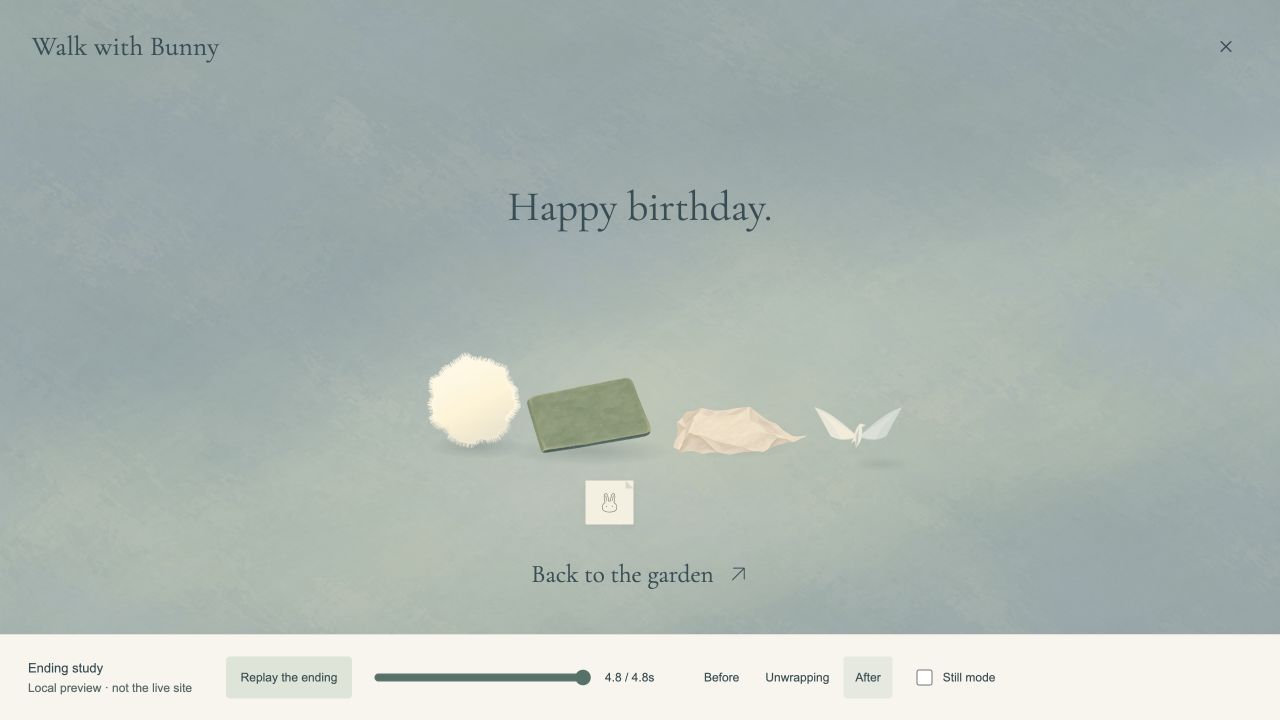 Walk with Bunny
Happy birthday.
Back to the garden
Ending study
Local preview · not the live site
Replay the ending
4.8 / 4.8s
Before
Unwrapping
After
Still mode